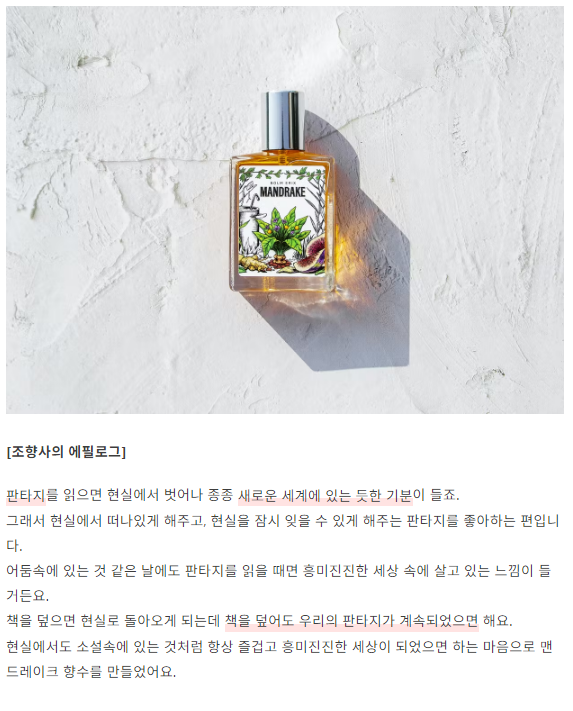 MANDRAKE
[조향사의 에필로그]
판타지를 읽으면 현실에서 벗어나 종종 새로운 세계에 있는 듯한 기분이 들죠.
그래서 현실에서 떠나있게 해주고, 현실을 잠시 잊을 수 있게 해주는 판타지를 좋아하는 편입니
다.
어둠속에 있는 것 같은 날에도 판타지를 읽을 때면 흥미진진한 세상 속에 살고 있는 느낌이 들
거든요.
책을 덮으면 현실로 돌아오게 되는데 책을 덮어도 우리의 판타지가 계속되었으면 해요.
현실에서도 소설속에 있는 것처럼 항상 즐겁고 흥미진진한 세상이 되었으면 하는 마음으로 맨
드레이크 향수를 만들었어요.